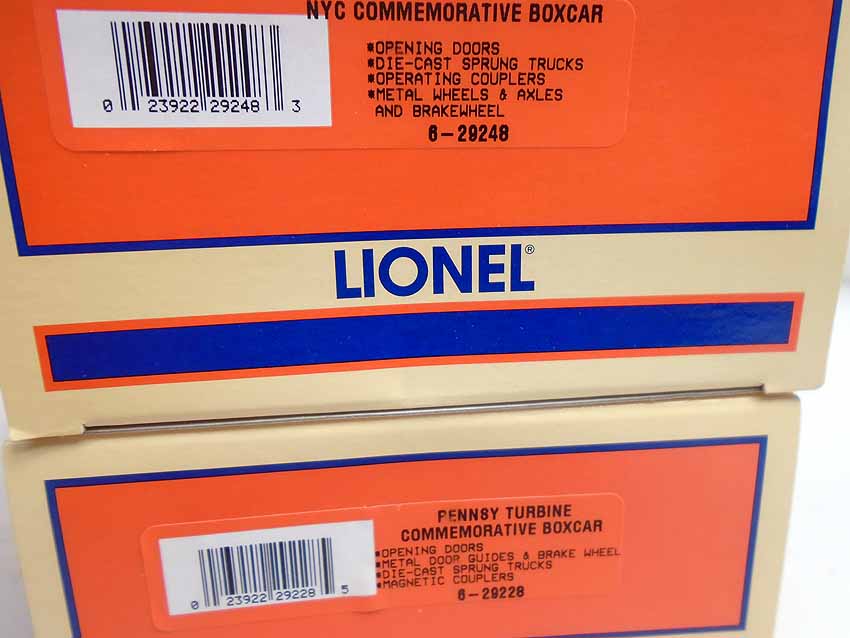 NYC COMMEMORATIVE BOXCAR
*OPENING DOORS
*DIE-CAST SPRUNG TRUCKS
*OPERATING COUPLERS
*METAL WHEELS & AXLES
AND BRAKEWHEEL
6-29248
0 23922 29248 3
LIONEL®
PENN8Y TURBINE
COMMEMORATIVE BOXCAR
*OPENING DOORS
*METAL DOOR GUIDES & BRAKE WHEEL
*DIE-CAST SPRUNG TRUCKS
*MAGNETIC COUPLERS
6-29228
0 23922 29228 5